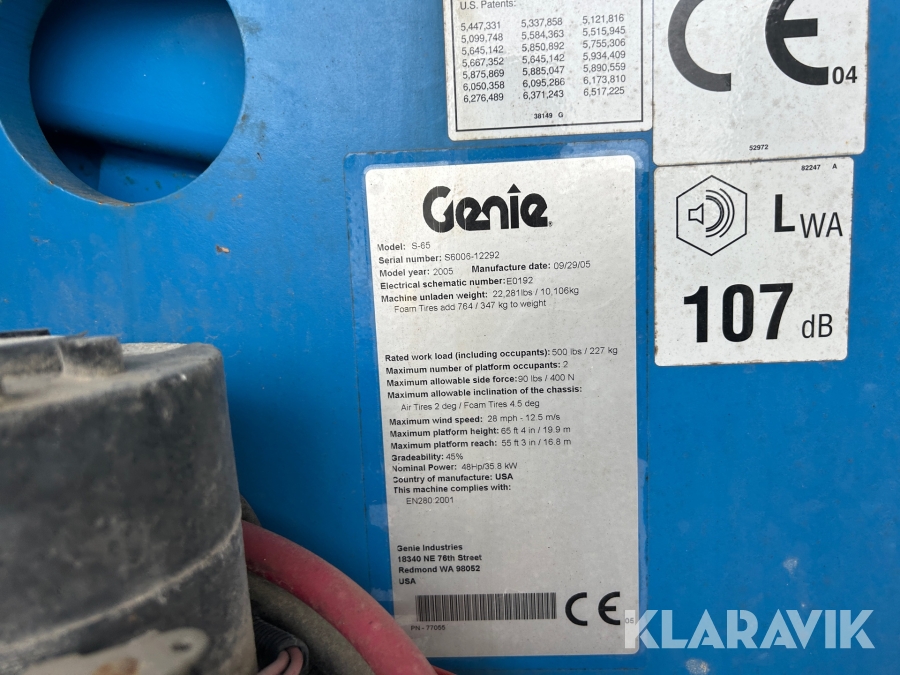 U.S. Patents:
5,447,331 5,337,858 5,121,816
5,099,748 5,584,363 5,515,945
5,645,142 5,850,892 5,755,306
5,667,352 5,645,142 5,934,409
5,875,869 5,885,047 5,890,559
6,050,358 6,095,286 6,173,810
6,276,489 6,371,243 6,517,225
38149 G
CE 04
52972
82247 A
LWA
107 dB
Genie
Model: S-65
Serial number: S6006-12292
Model year: 2005 Manufacture date: 09/29/05
Electrical schematic number: E0192
Machine unladen weight: 22,281lbs / 10,106kg
Foam Tires add 764 / 347 kg to weight
Rated work load (including occupants): 500 lbs / 227 kg
Maximum number of platform occupants: 2
Maximum allowable side force: 90 lbs / 400 N
Maximum allowable inclination of the chassis:
Air Tires 2 deg / Foam Tires 4.5 deg
Maximum wind speed: 28 mph - 12.5 m/s
Maximum platform height: 65 ft 4 in / 19.9 m
Maximum platform reach: 55 ft 3 in / 16.8 m
Gradeability: 45%
Nominal Power: 48Hp/35.8 kW
Country of manufacture: USA
This machine complies with:
EN280:2001
Genie Industries
18340 NE 76th Street
Redmond WA 98052
USA
PN - 77055
CE 05
KLARAVIK